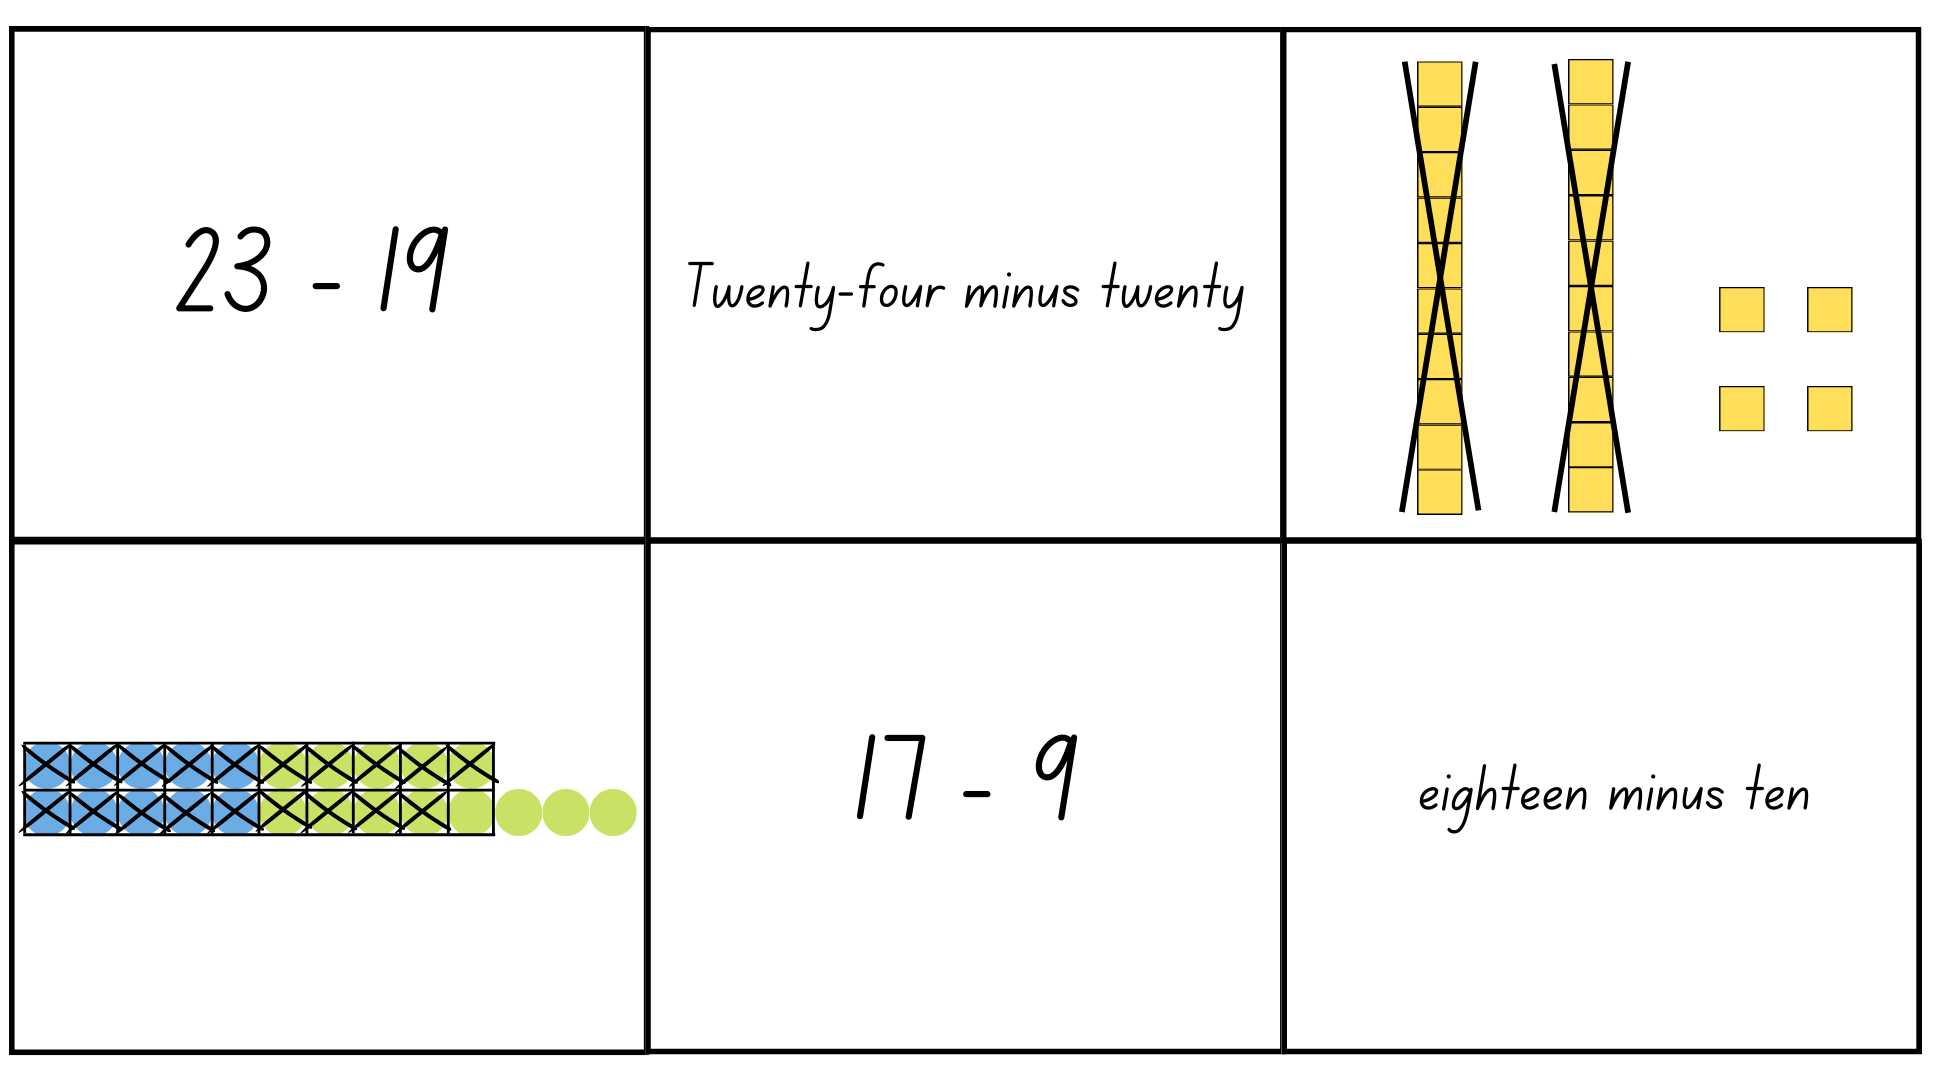 23 - 19
Twenty-four minus twenty
17 - 9
eighteen minus ten